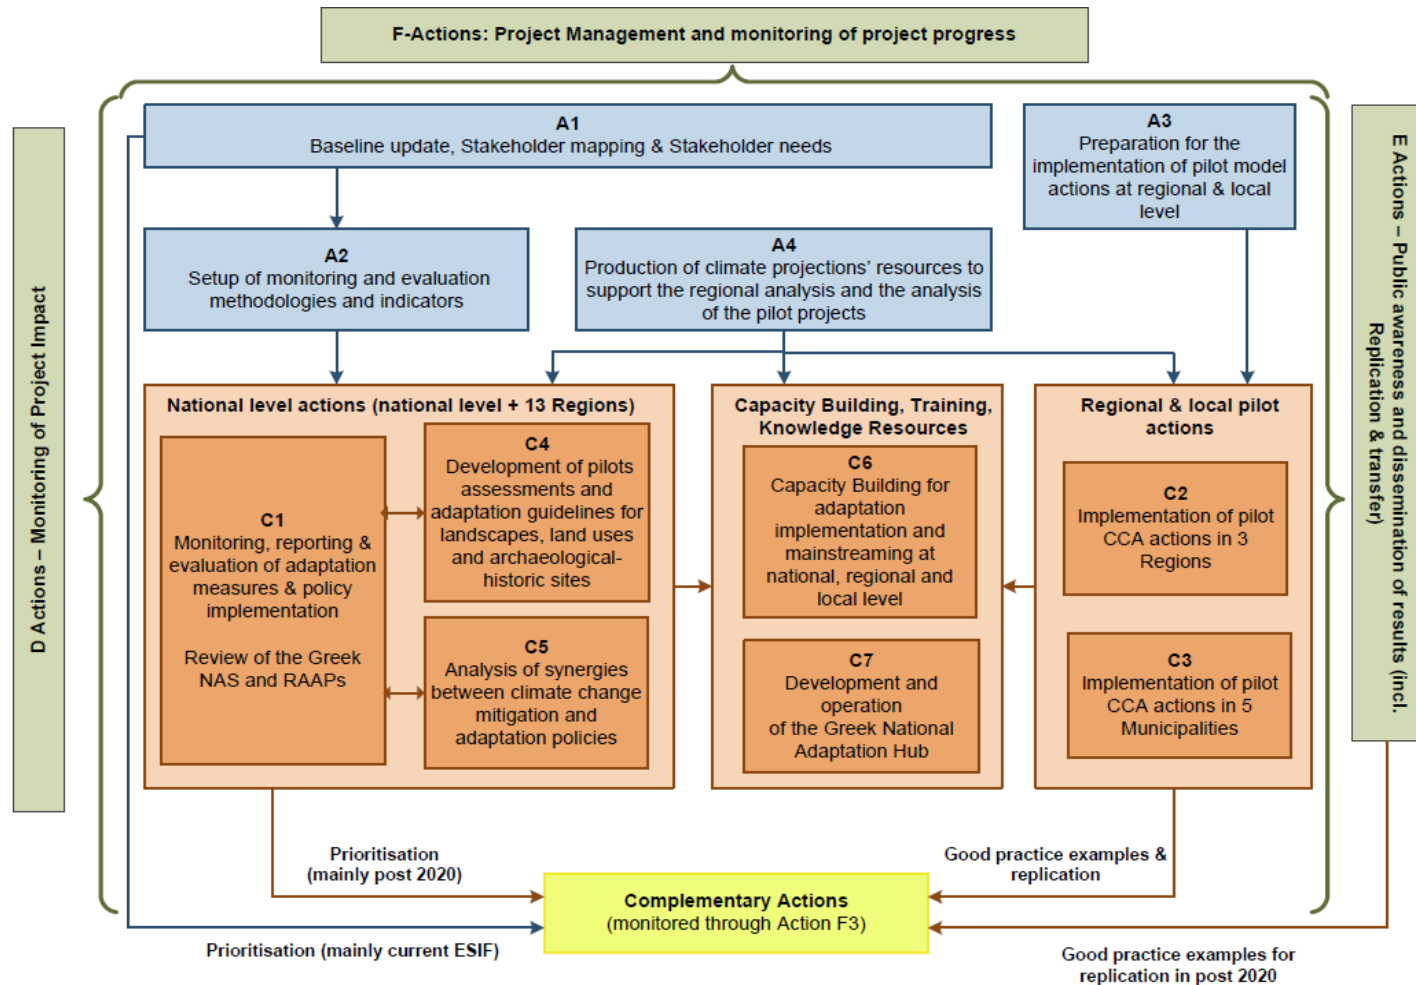 F-Actions: Project Management and monitoring of project progress
D Actions – Monitoring of Project Impact
E Actions – Public awareness and dissemination of results (incl.
Replication & transfer)
A1
Baseline update, Stakeholder mapping & Stakeholder needs
A3
Preparation for the
implementation of pilot model
actions at regional & local
level
A2
Setup of monitoring and evaluation
methodologies and indicators
A4
Production of climate projections’ resources to
support the regional analysis and the analysis
of the pilot projects
National level actions (national level + 13 Regions)
C1
Monitoring, reporting &
evaluation of adaptation
measures & policy
implementation
Review of the Greek
NAS and RAAPs
C4
Development of pilots
assessments and
adaptation guidelines for
landscapes, land uses
and archaeological-
historic sites
C5
Analysis of synergies
between climate change
mitigation and
adaptation policies
Capacity Building, Training,
Knowledge Resources
C6
Capacity Building for
adaptation
implementation and
mainstreaming at
national, regional and
local level
C7
Development and
operation
of the Greek National
Adaptation Hub
Regional & local pilot
actions
C2
Implementation of pilot
CCA actions in 3
Regions
C3
Implementation of pilot
CCA actions in 5
Municipalities
Prioritisation
(mainly post 2020)
Good practice examples &
replication
Complementary Actions
(monitored through Action F3)
Prioritisation (mainly current ESIF)
Good practice examples for
replication in post 2020